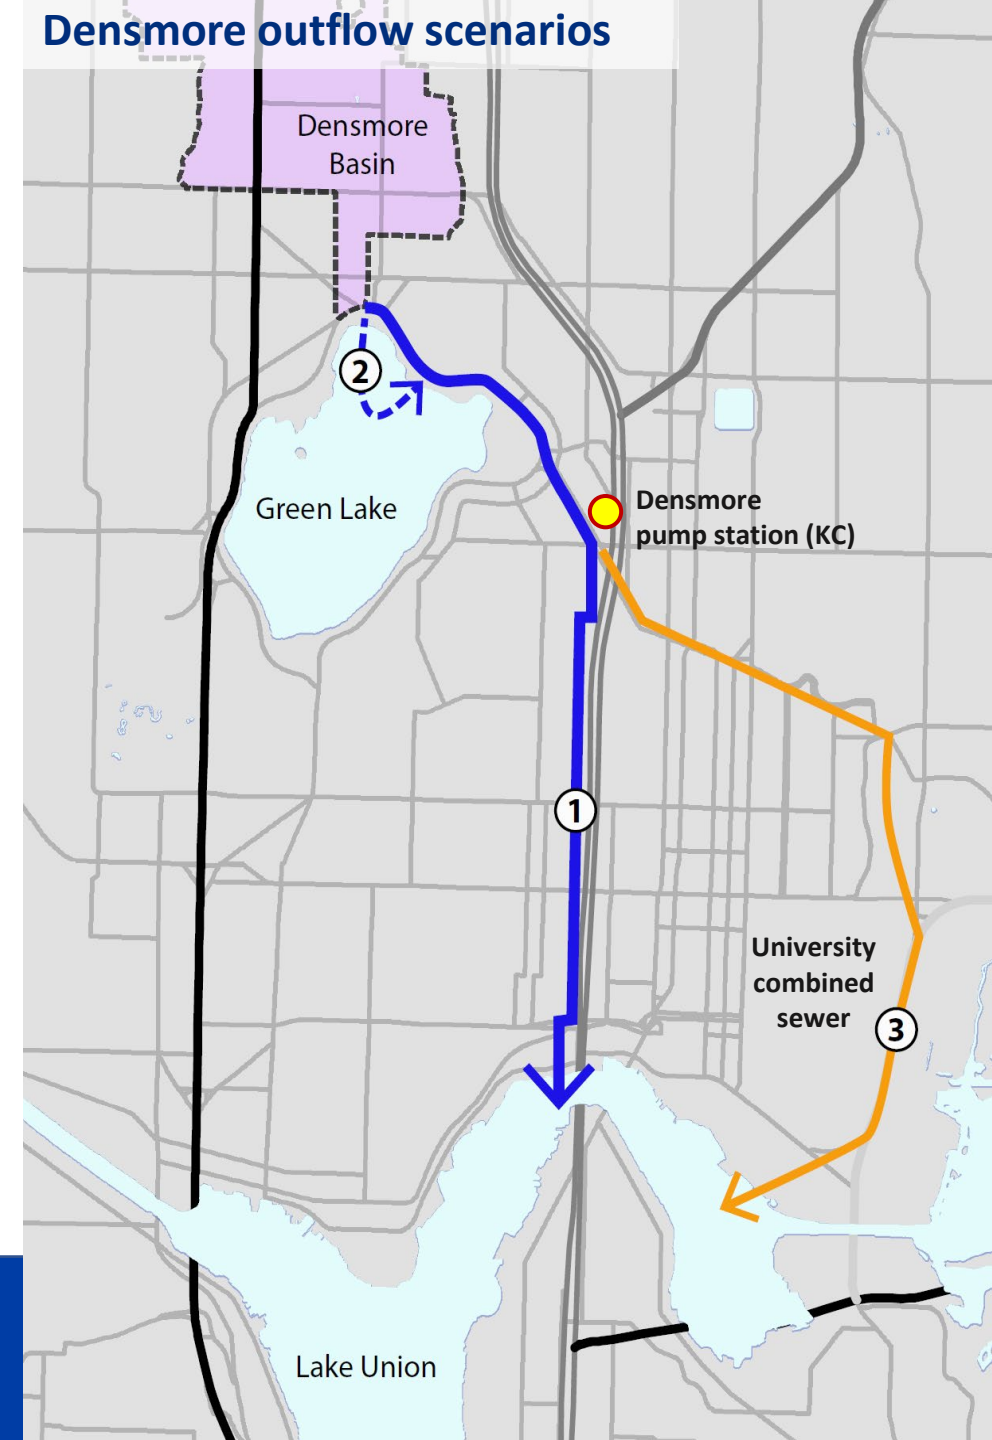 Densmore outflow scenarios
Densmore
Basin
2
Green Lake
Densmore
pump station (KC)
1
University
combined
sewer
3
Lake Union